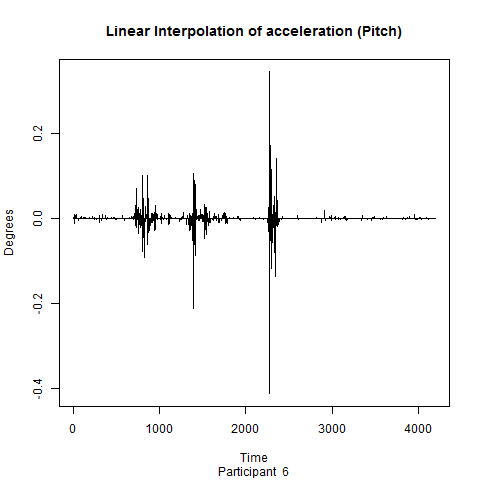 Linear Interpolation of acceleration (Pitch)
0.2
0.0
-0.2
-0.4
Degrees
0 1000 2000 3000 4000
Time
Participant 6